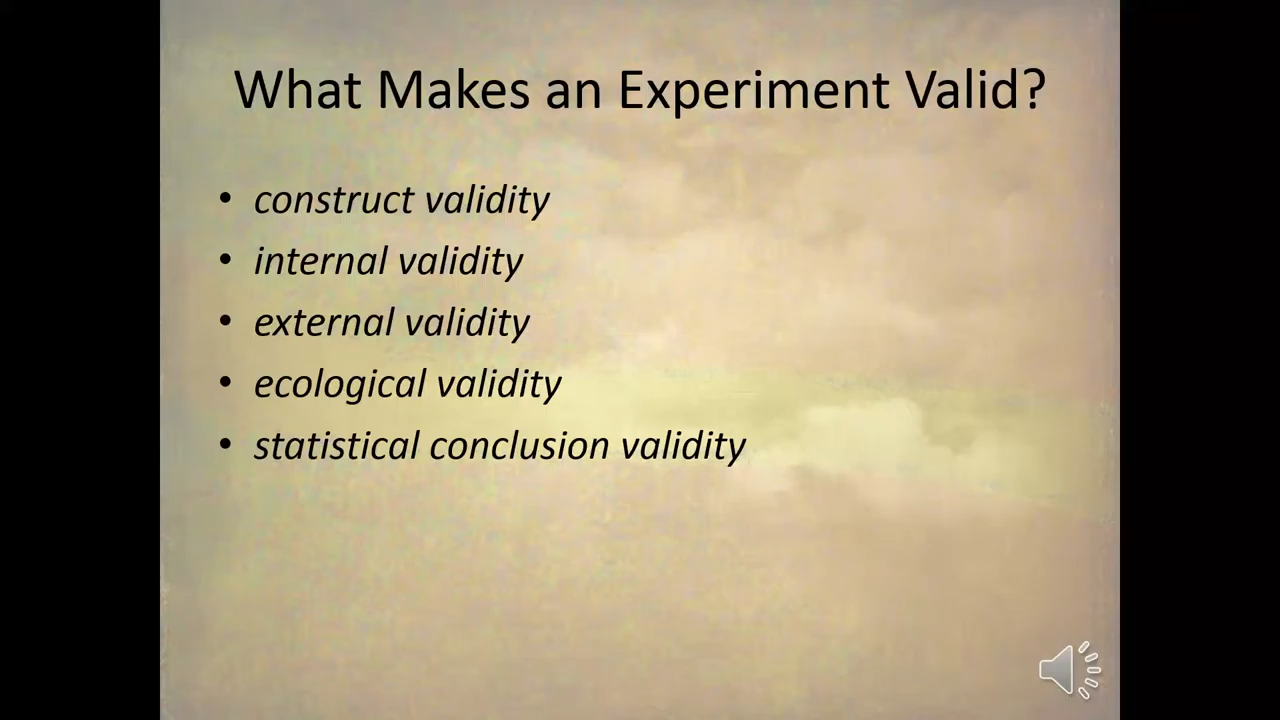 What Makes an Experiment Valid?
• construct validity
• internal validity
• external validity
• ecological validity
• statistical conclusion validity